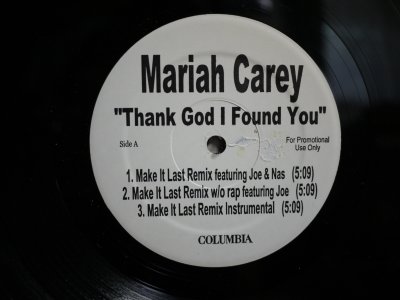 Mariah Carey
"Thank God I Found You"
Side A
For Promotional
Use Only
1. Make It Last Remix featuring Joe & Nas (5:09)
2. Make It Last Remix w/o rap featuring Joe (5:09)
3. Make It Last Remix Instrumental (5:09)
COLUMBIA